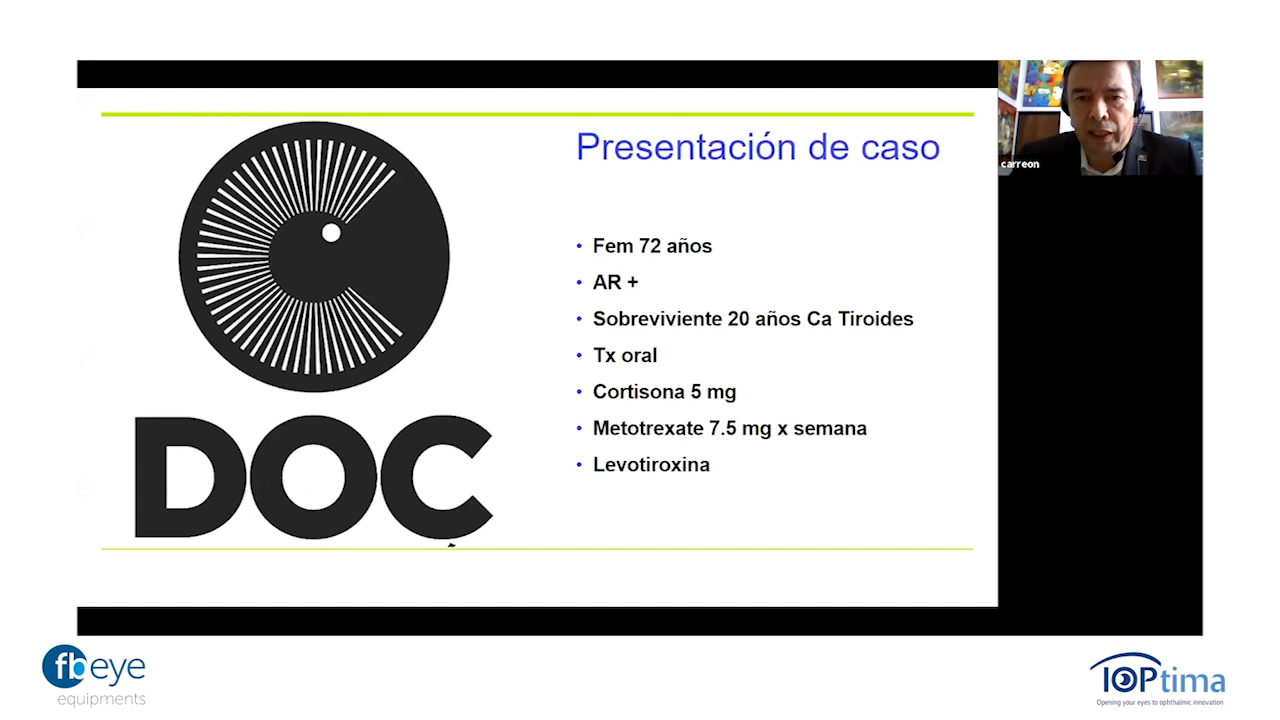 Presentación de caso
carreon
• Fem 72 años
• AR +
• Sobreviviente 20 años Ca Tiroides
• Tx oral
• Cortisona 5 mg
• Metotrexate 7.5 mg x semana
• Levotiroxina
DOC
fbeye
equipments
IOPtima
Opening your eyes to ophthalmic innovation